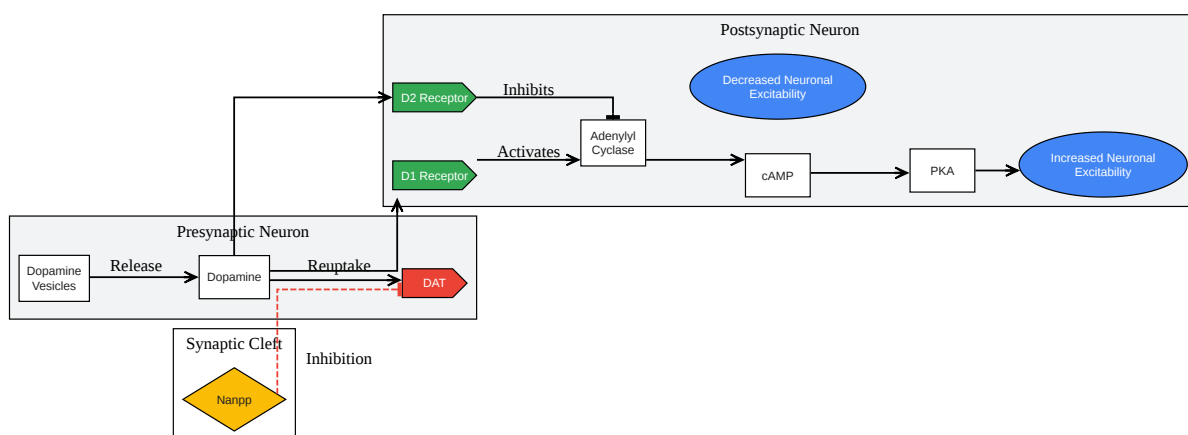 Postsynaptic Neuron
D2 Receptor
Inhibits
Decreased Neuronal
Excitability
Adenylyl
Cyclase
D1 Receptor
Activates
cAMP
PKA
Increased Neuronal
Excitability
Presynaptic Neuron
Dopamine
Vesicles
Release
Dopamine
Reuptake
DAT
Synaptic Cleft
Inhibition
Nanpp